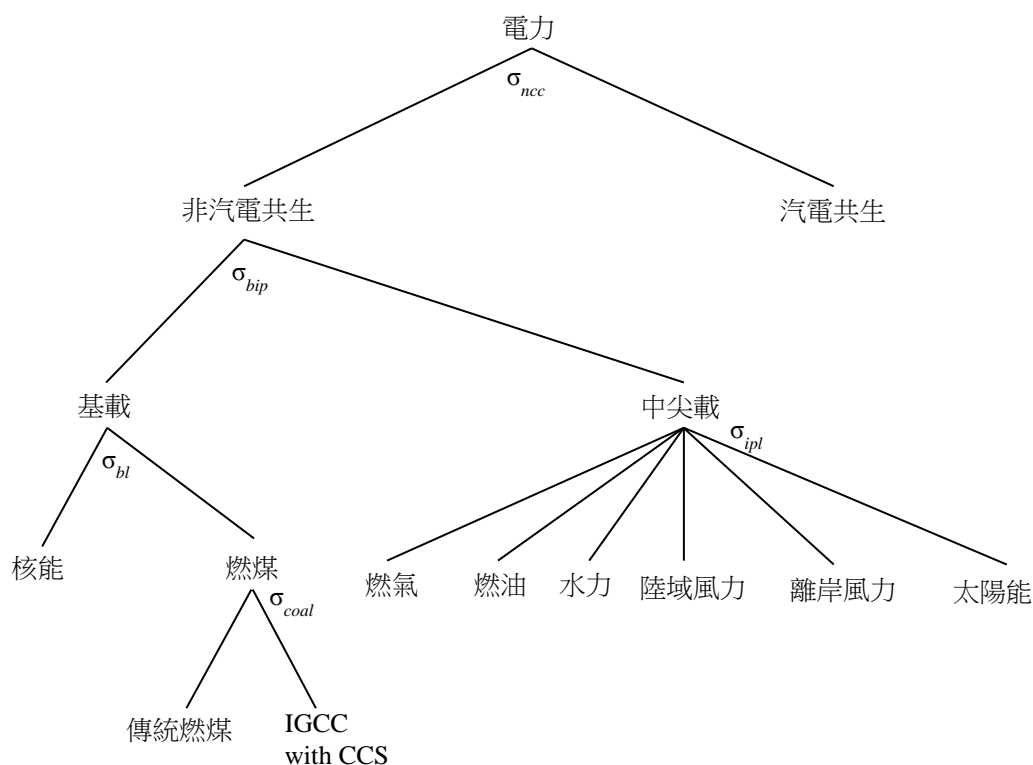 電力
σncc
非汽電共生
汽電共生
σbip
基載
中尖載
σbl
σipl
核能
燃煤
燃氣
燃油
水力
陸域風力
離岸風力
太陽能
σcoal
傳統燃煤
IGCC
with CCS